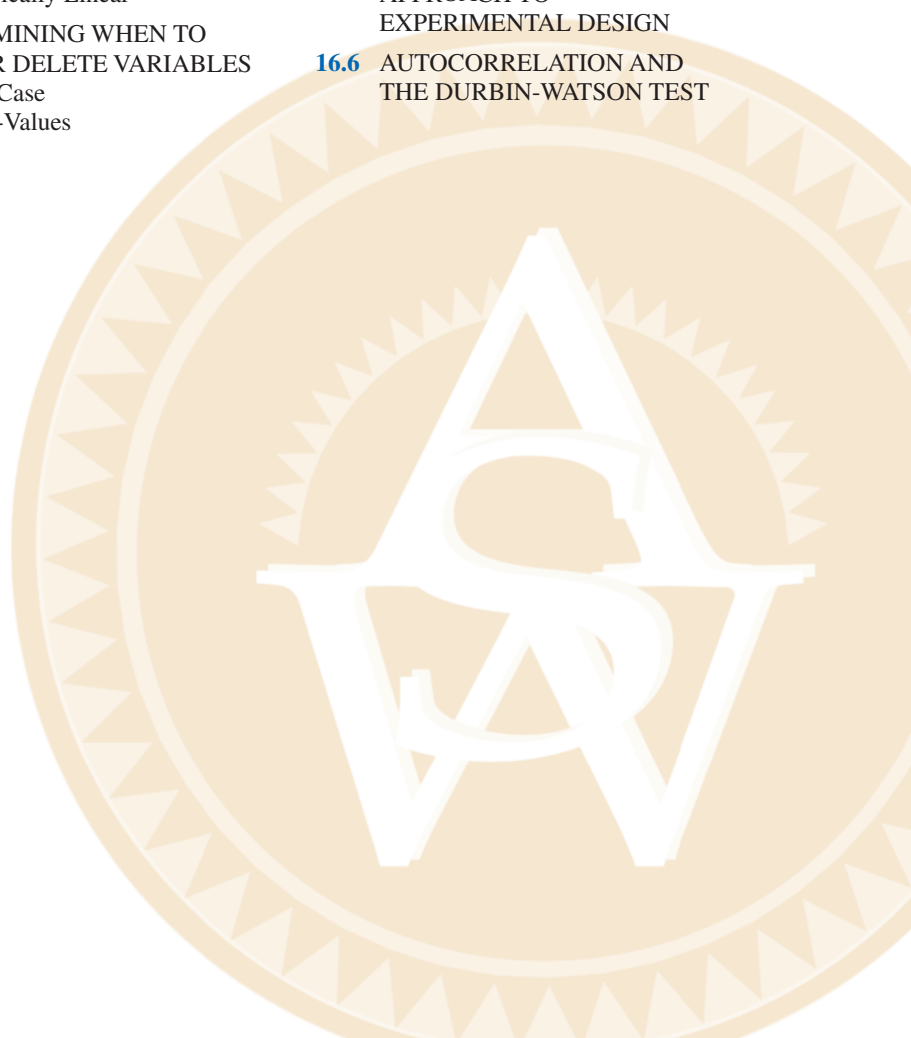 MINING WHEN TO
R DELETE VARIABLES
Case
-Values
EXPERIMENTAL DESIGN
16.6 AUTOCORRELATION AND
THE DURBIN-WATSON TEST
A
S
W